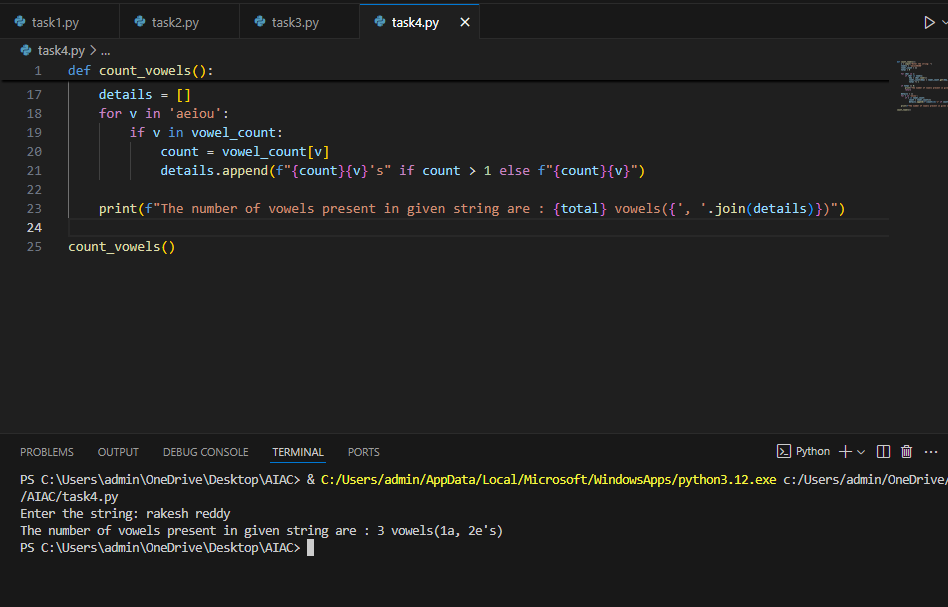 task1.py task2.py task3.py task4.py
task4.py > ...
1 def count_vowels():
17 details = []
18 for v in 'aeiou':
19 if v in vowel_count:
20 count = vowel_count[v]
21 details.append(f"{count}{v}'s" if count > 1 else f"{count}{v}")
22
23 print(f"The number of vowels present in given string are : {total} vowels({', '.join(details)})")
24
25 count_vowels()
PROBLEMS OUTPUT DEBUG CONSOLE TERMINAL PORTS Python
PS C:\Users\admin\OneDrive\Desktop\AIAC> & C:/Users/admin/AppData/Local/Microsoft/WindowsApps/python3.12.exe c:/Users/admin/OneDrive/
/AIAC/task4.py
Enter the string: rakesh reddy
The number of vowels present in given string are : 3 vowels(1a, 2e's)
PS C:\Users\admin\OneDrive\Desktop\AIAC>